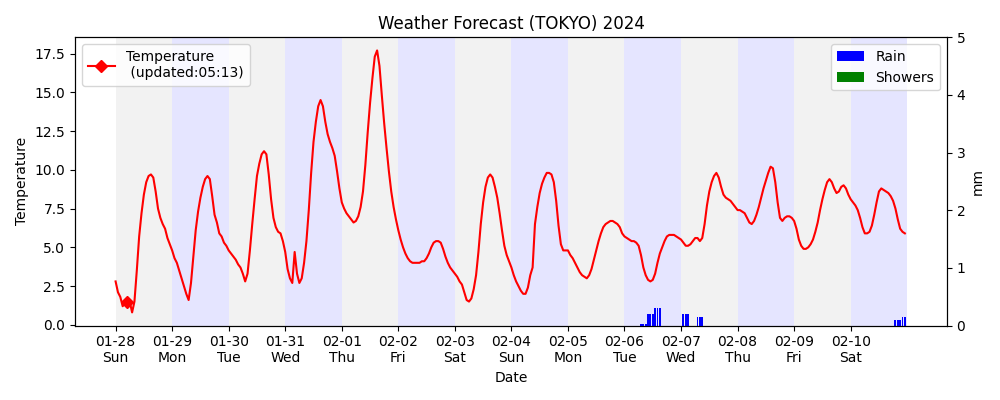 Weather Forecast (TOKYO) 2024
Temperature
(updated:05:13)
Rain
Showers
17.5
15.0
12.5
10.0
7.5
5.0
2.5
0.0
Temperature
5
4
3
2
1
0
mm
01-28 01-29 01-30 01-31 02-01 02-02 02-03 02-04 02-05 02-06 02-07 02-08 02-09 02-10
Sun Mon Tue Wed Thu Fri Sat Sun Mon Tue Wed Thu Fri Sat
Date